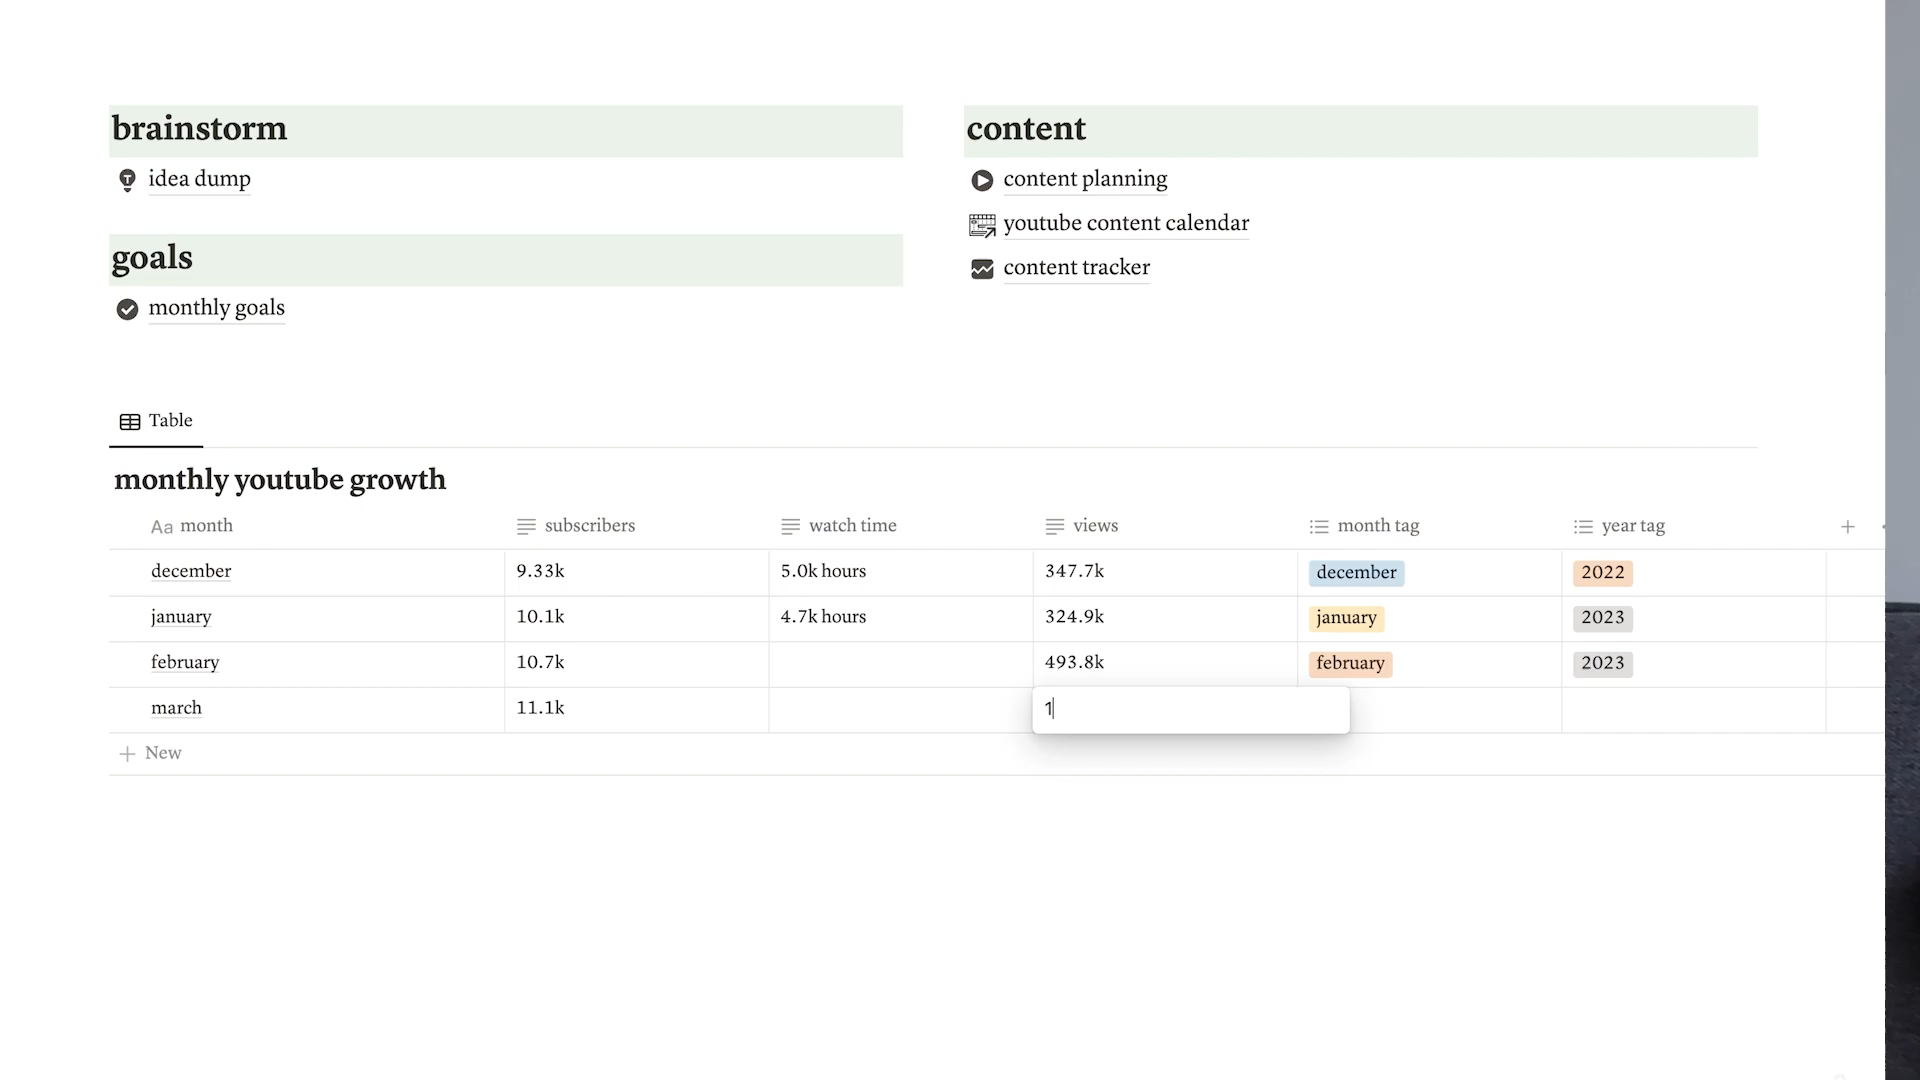 brainstorm
idea dump
goals
monthly goals
content
content planning
youtube content calendar
content tracker
Table
monthly youtube growth
Aa month subscribers watch time views month tag year tag
december 9.33k 5.0k hours 347.7k december 2022
january 10.1k 4.7k hours 324.9k january 2023
february 10.7k 493.8k february 2023
march 11.1k 1
+ New